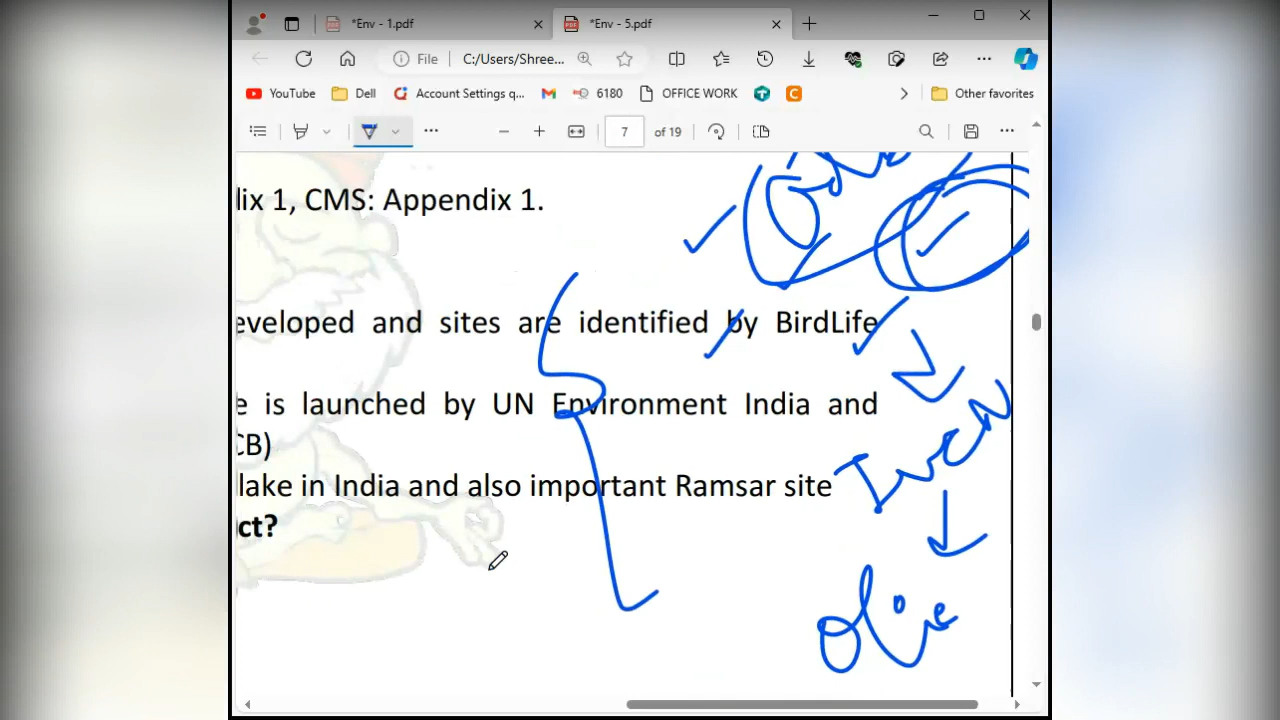 *Env - 1.pdf
*Env - 5.pdf
File
C:/Users/Shree...
YouTube
Dell
Account Settings q...
6180
OFFICE WORK
Other favorites
7
of 19
lix 1, CMS: Appendix 1.
eveloped and sites are identified by BirdLife
e is launched by UN Environment India and
CB)
lake in India and also important Ramsar site
ct?
IUCN